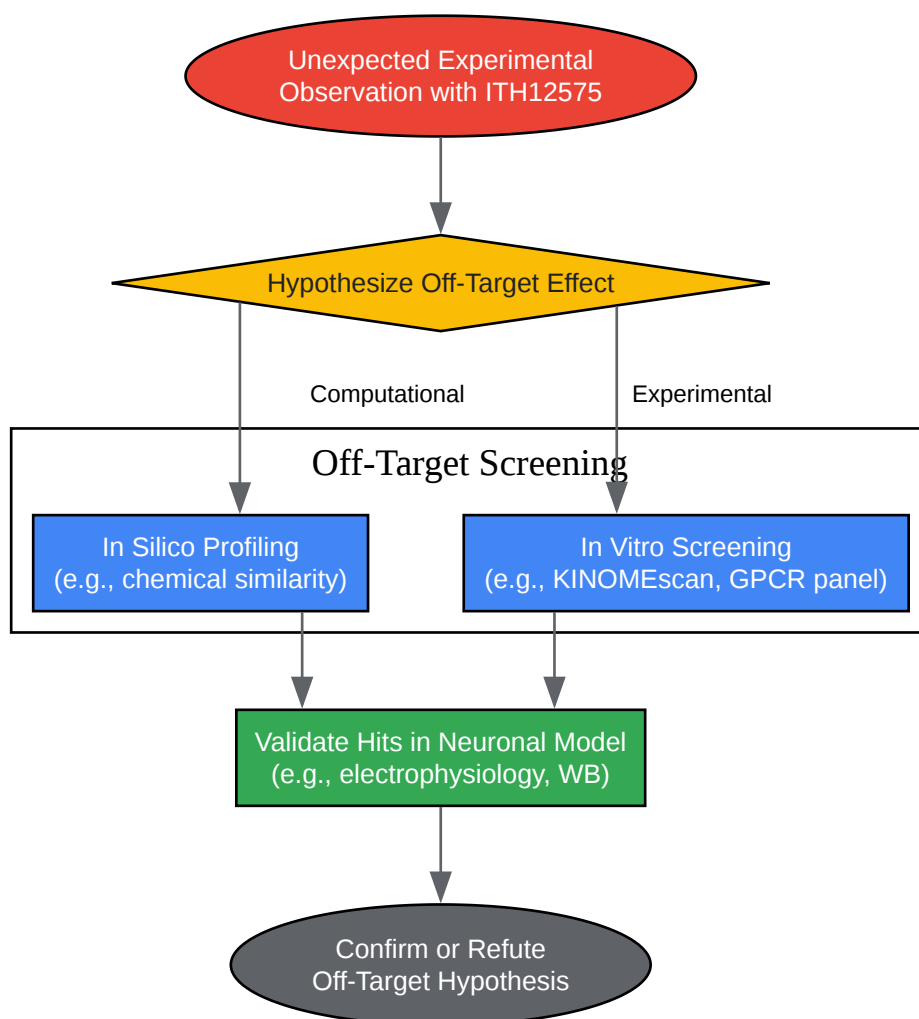 Unexpected Experimental
Observation with ITH12575
Hypothesize Off-Target Effect
Computational
Experimental
Off-Target Screening
In Silico Profiling
(e.g., chemical similarity)
In Vitro Screening
(e.g., KINOMEscan, GPCR panel)
Validate Hits in Neuronal Model
(e.g., electrophysiology, WB)
Confirm or Refute
Off-Target Hypothesis